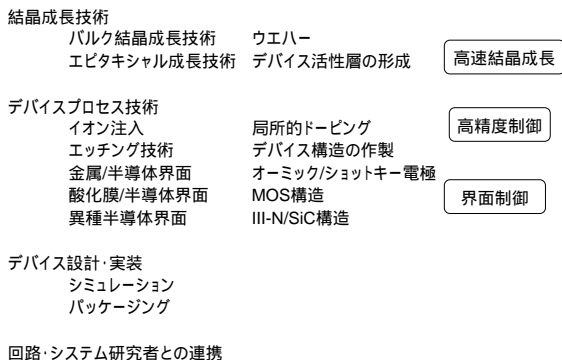 結晶成長技術
バルク結晶成長技術 ウエハー
エピタキシャル成長技術 デバイス活性層の形成
高速結晶成長
デバイスプロセス技術
イオン注入 局所的ドーピング
高精度制御
エッチング技術 デバイス構造の作製
金属/半導体界面 オーミック/ショットキー電極
酸化膜/半導体界面 MOS構造
界面制御
異種半導体界面 III-N/SiC構造
デバイス設計・実装
シミュレーション
パッケージング
回路・システム研究者との連携